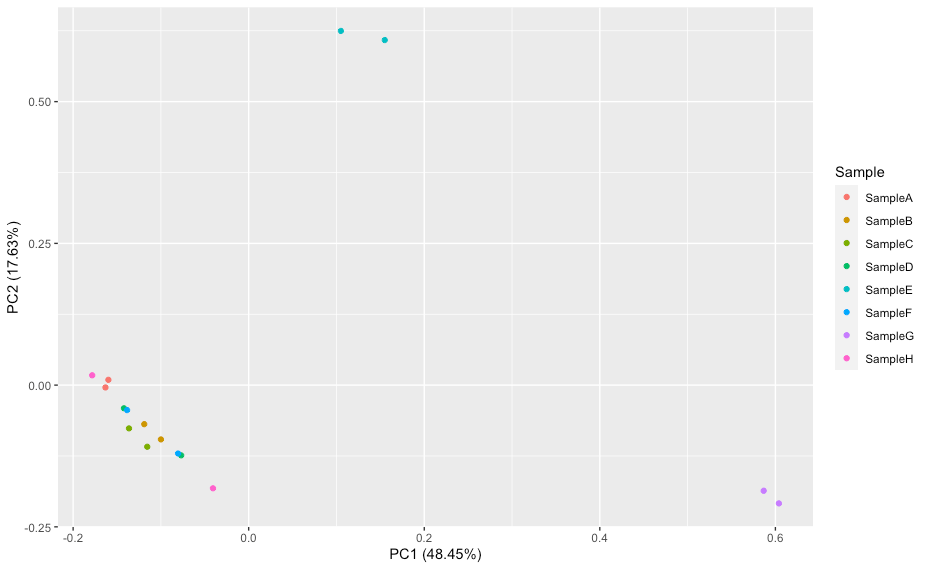 0.50
0.25
0.00
-0.25
PC2 (17.63%)
-0.2
0.0
0.2
0.4
0.6
PC1 (48.45%)
Sample
SampleA
SampleB
SampleC
SampleD
SampleE
SampleF
SampleG
SampleH